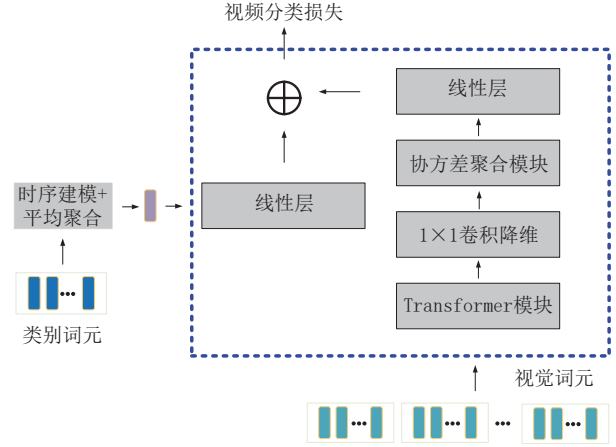 视频分类损失
线性层
协方差聚合模块
时序建模+
平均聚合
线性层
1×1卷积降维
Transformer模块
类别词元
视觉词元